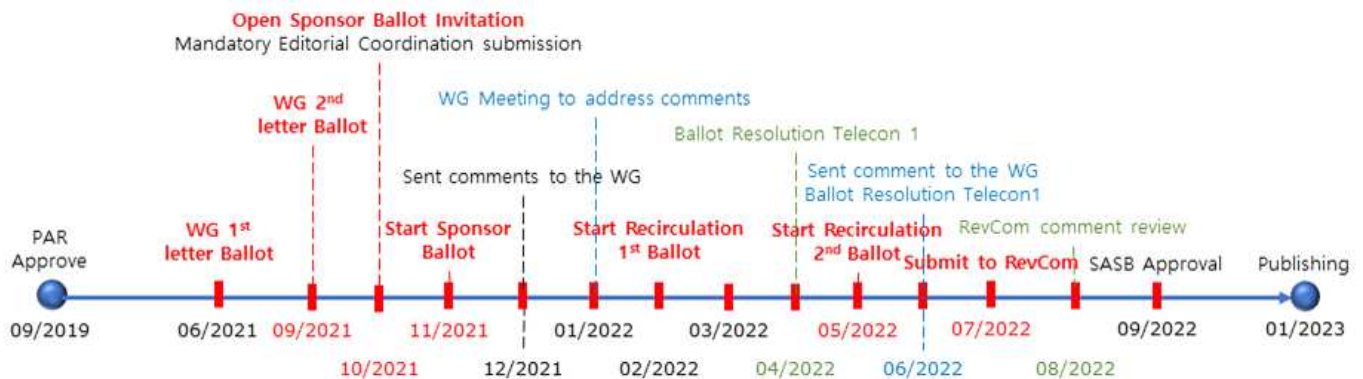 Open Sponsor Ballot Invitation
Mandatory Editorial Coordination submission
WG 2nd
letter Ballot
WG Meeting to address comments
Ballot Resolution Telecon 1
Sent comments to the WG
Sent comment to the WG
Ballot Resolution Telecon1
PAR
Approve
WG 1st
letter Ballot
Start Sponsor
Ballot
Start Recirculation
1st Ballot
Start Recirculation
2nd Ballot
Submit to RevCom
RevCom comment review
SASB Approval
Publishing
09/2019
06/2021
09/2021
10/2021
11/2021
12/2021
01/2022
02/2022
03/2022
04/2022
05/2022
06/2022
07/2022
08/2022
09/2022
01/2023